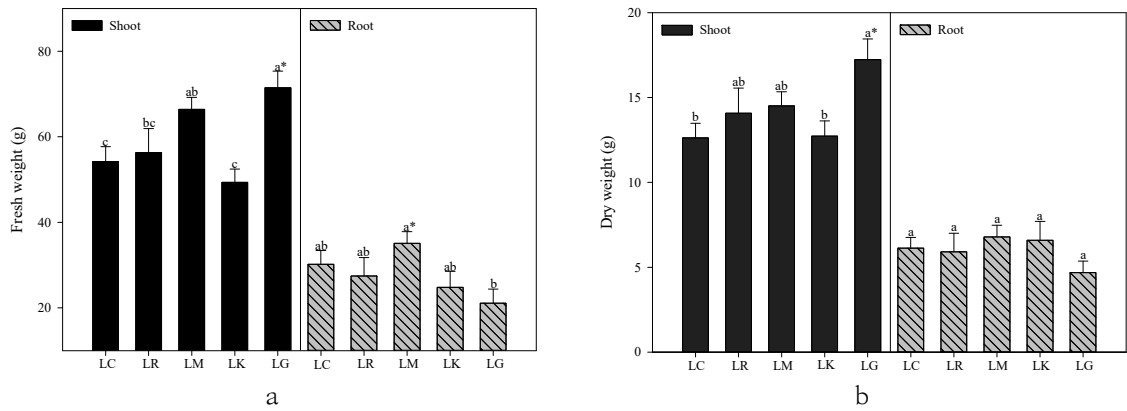 Shoot
Root
Fresh weight (g)
80
60
40
20
c
bc
ab
c
a*
ab
ab
a*
ab
b
LC LR LM LK LG LC LR LM LK LG
a
Shoot
Root
Dry weight (g)
20
15
10
5
0
b
ab
ab
b
a*
a
a
a
a
a
LC LR LM LK LG LC LR LM LK LG
b